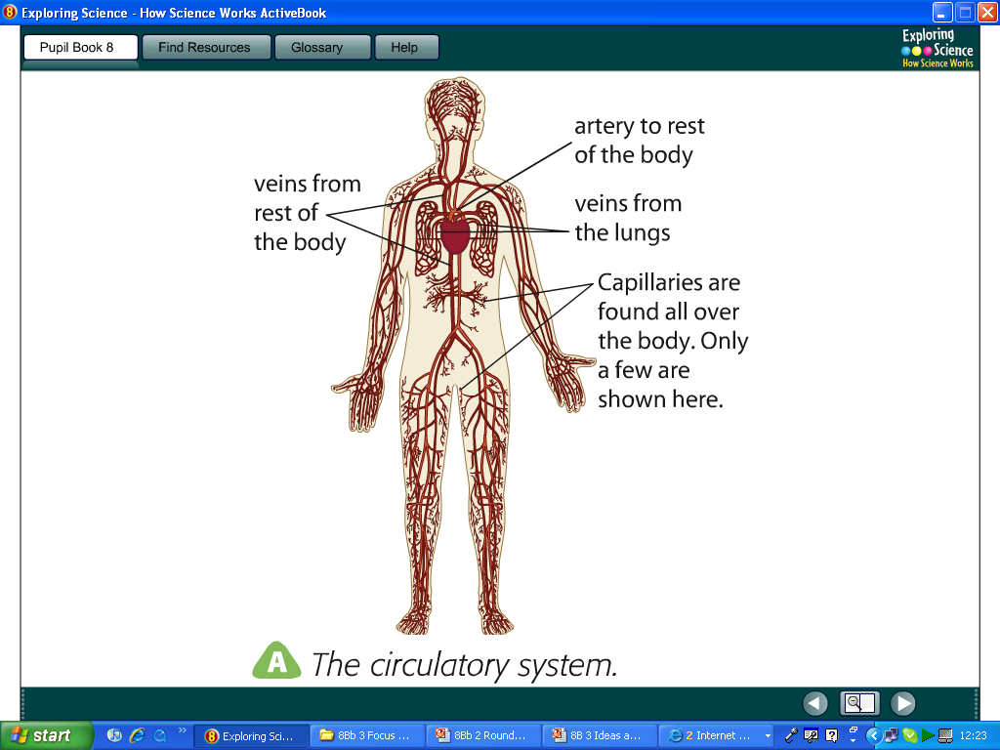 Exploring Science - How Science Works ActiveBook
Pupil Book 8
Find Resources
Glossary
Help
Exploring
Science
How Science Works
artery to rest
of the body
veins from
rest of
the body
veins from
the lungs
Capillaries are
found all over
the body. Only
a few are
shown here.
A The circulatory system.
start
Exploring Sci...
8Bb 3 Focus ...
8Bb 2 Round...
8B 3 Ideas a...
2 Internet ...
12:23